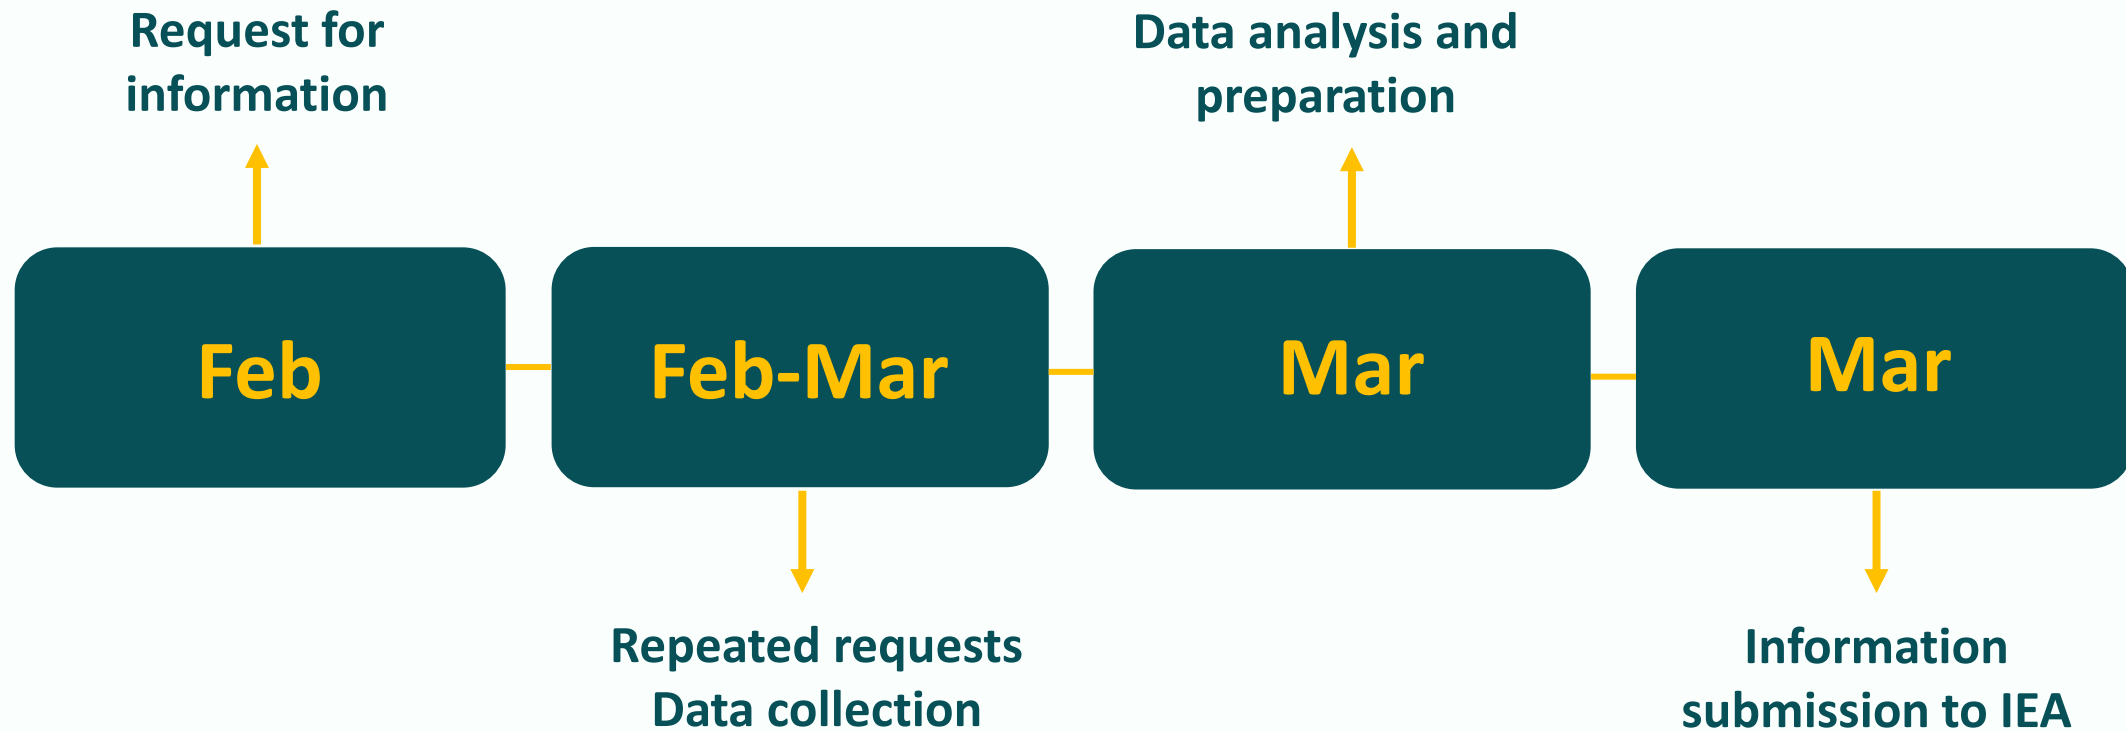 Request for
information
Data analysis and
preparation
Feb
Feb-Mar
Mar
Mar
Repeated requests
Data collection
Information
submission to IEA